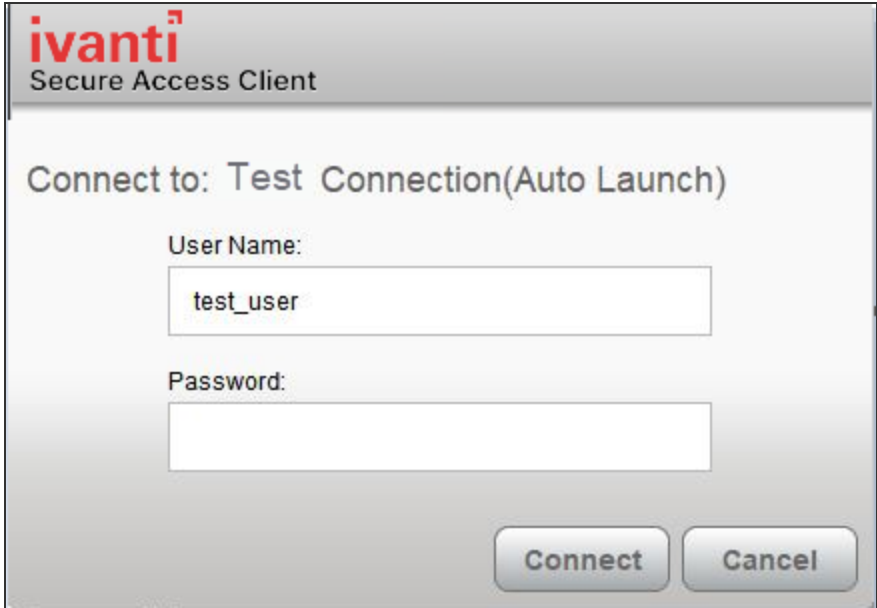 ivanti
Secure Access Client
Connect to: Test Connection(Auto Launch)
User Name:
test_user
Password:
Connect Cancel